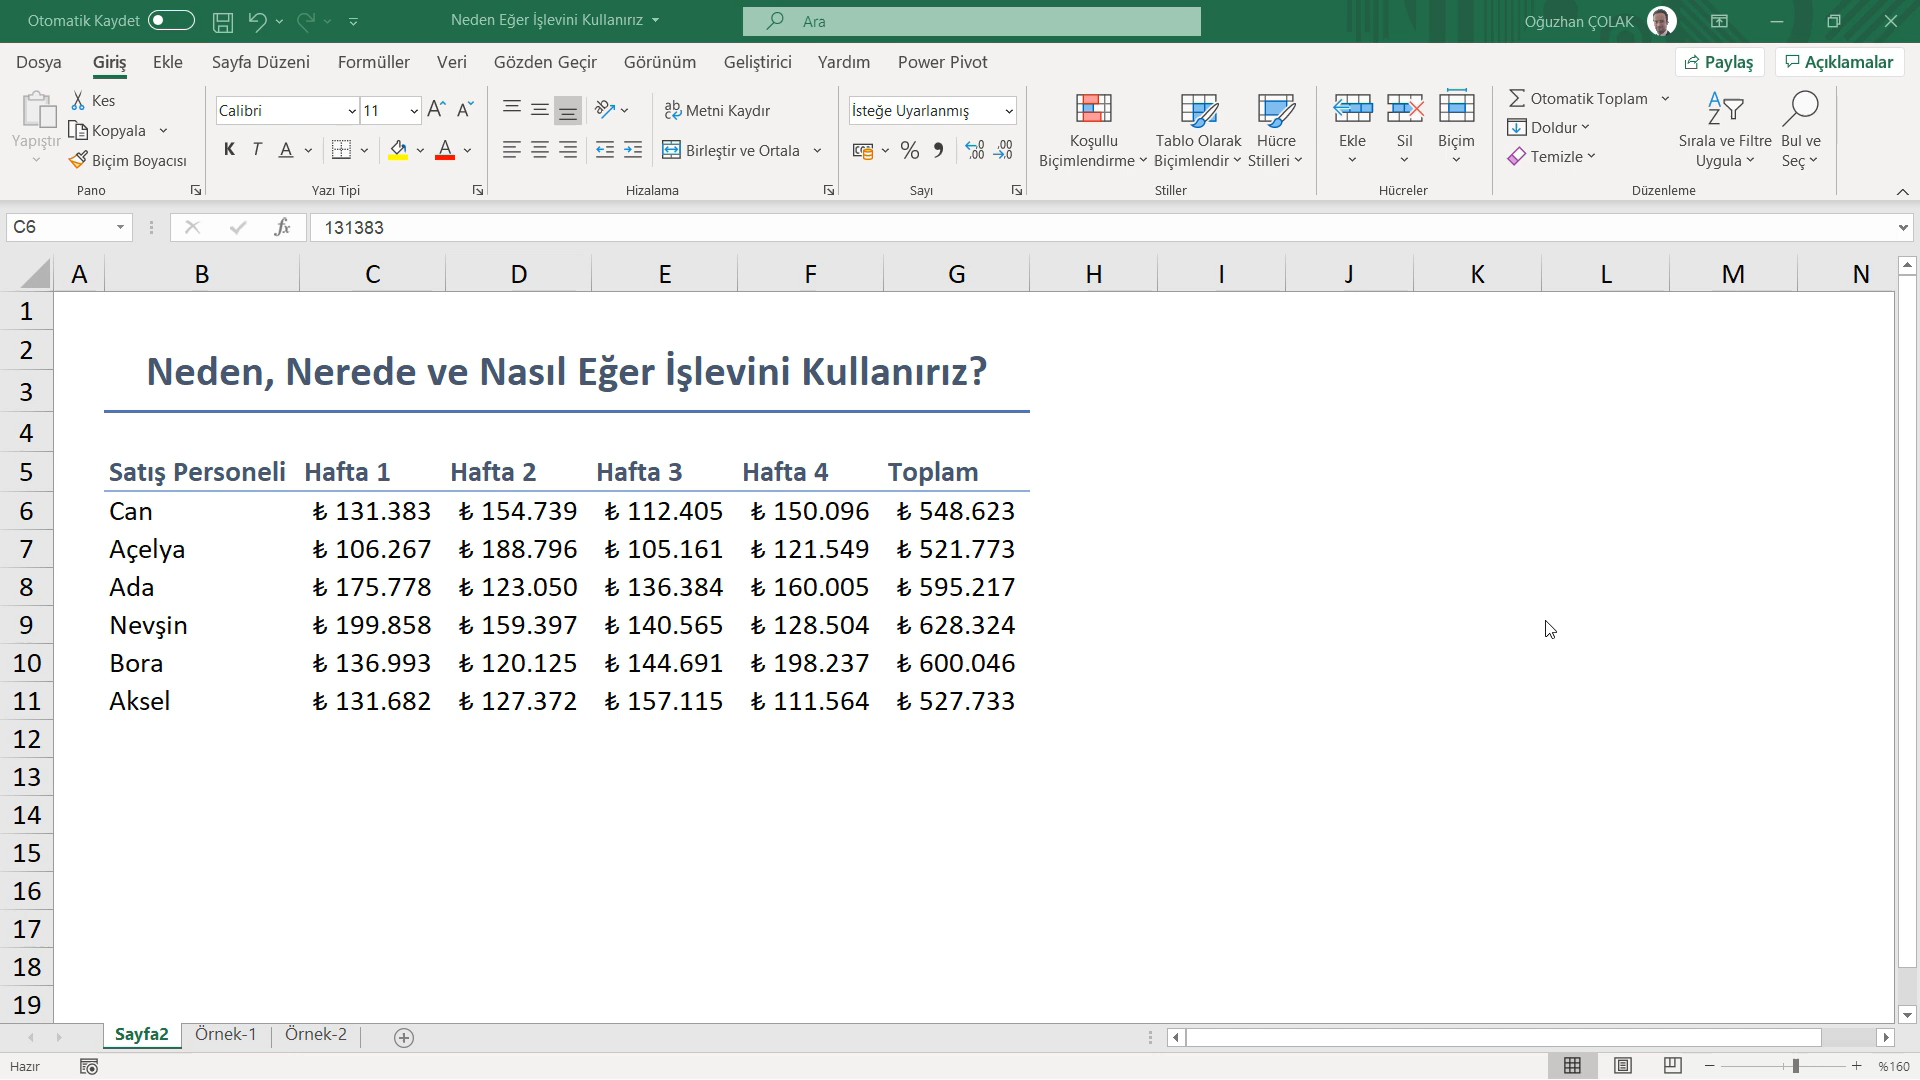 Otomatik Kaydet
Neden Eğer İşlevini Kullanırız
Ara
Oğuzhan ÇOLAK
Dosya Giriş Ekle Sayfa Düzeni Formüller Veri Gözden Geçir Görünüm Geliştirici Yardım Power Pivot Paylaş Açıklamalar
Yapıştır
Kes
Kopyala
Biçim Boyacısı
Pano
Calibri 11
K T A
Yazı Tipi
Metni Kaydır
Birleştir ve Ortala
Hizalama
İsteğe Uyarlanmış
Sayı
Koşullu Biçimlendirme
Tablo Olarak Biçimlendir
Hücre Stilleri
Stiller
Ekle Sil Biçim
Hücreler
Otomatik Toplam
Doldur
Temizle
Sırala ve Filtre Uygula
Bul ve Seç
Düzenleme
C6 fx 131383
A B C D E F G H I J K L M N
1
2
Neden, Nerede ve Nasıl Eğer İşlevini Kullanırız?
3
4
5 Satış Personeli Hafta 1 Hafta 2 Hafta 3 Hafta 4 Toplam
6 Can ₺ 131.383 ₺ 154.739 ₺ 112.405 ₺ 150.096 ₺ 548.623
7 Açelya ₺ 106.267 ₺ 188.796 ₺ 105.161 ₺ 121.549 ₺ 521.773
8 Ada ₺ 175.778 ₺ 123.050 ₺ 136.384 ₺ 160.005 ₺ 595.217
9 Nevşin ₺ 199.858 ₺ 159.397 ₺ 140.565 ₺ 128.504 ₺ 628.324
10 Bora ₺ 136.993 ₺ 120.125 ₺ 144.691 ₺ 198.237 ₺ 600.046
11 Aksel ₺ 131.682 ₺ 127.372 ₺ 157.115 ₺ 111.564 ₺ 527.733
12
13
14
15
16
17
18
19
Sayfa2 Örnek-1 Örnek-2
Hazır
%160